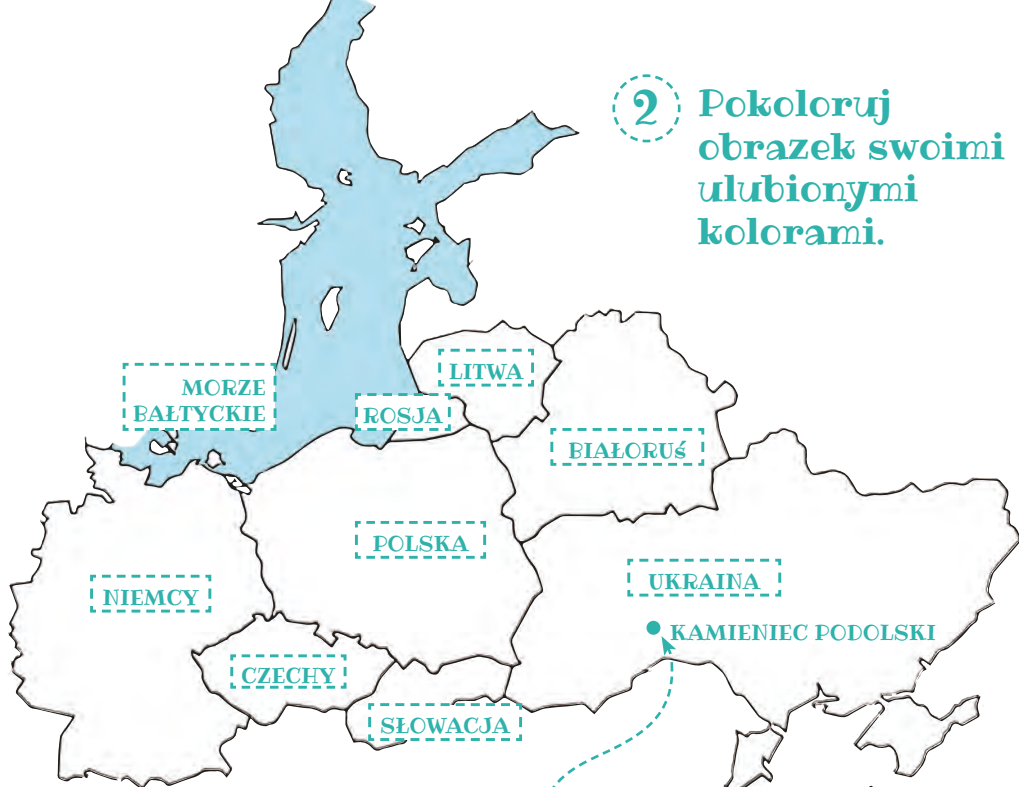 2
Pokoloruj
obrazek swoimi
ulubionymi
kolorami.
LITWA
MORZE
BAŁTYCKIE
ROSJA
BIAŁORUś
POLSKA
UKRAINA
NIEMCY
KAMIENIEC PODOLSKI
CZECHY
SŁOWACJA